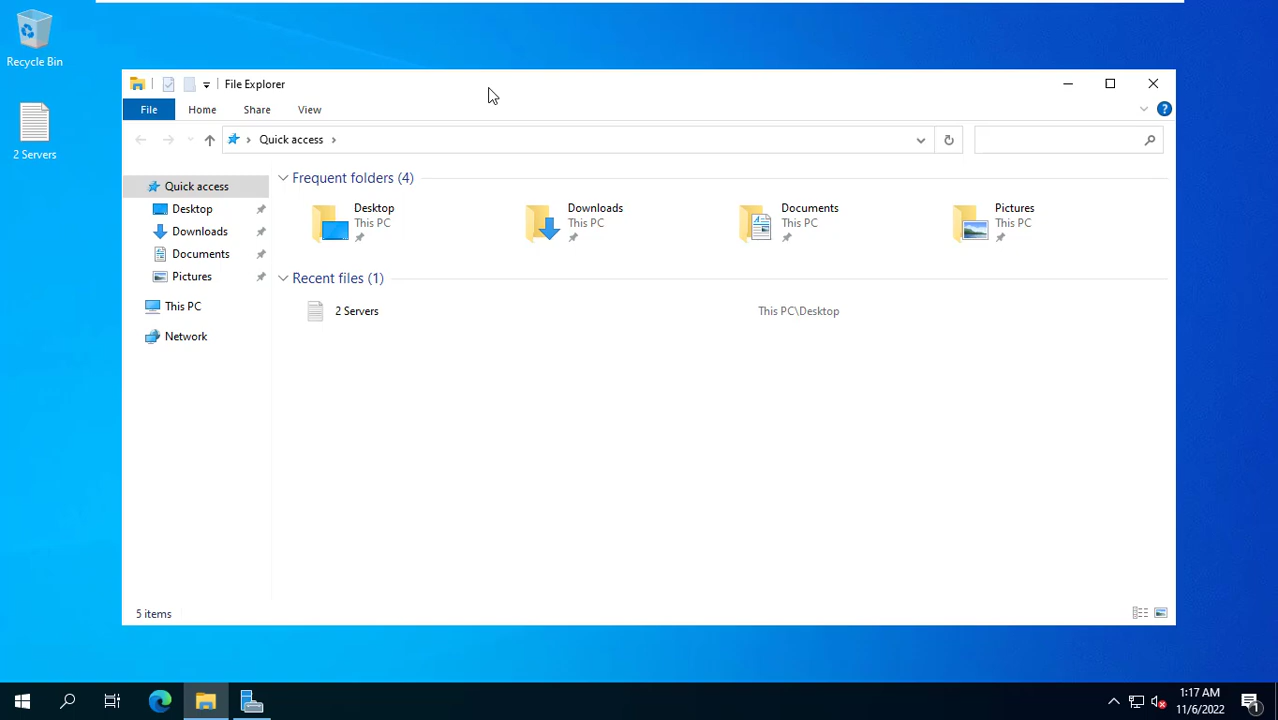 Recycle Bin
2 Servers
File Explorer
File
Home
Share
View
?
Quick access
Quick access
Desktop
Downloads
Documents
Pictures
This PC
Network
Frequent folders (4)
Desktop
This PC
Downloads
This PC
Documents
This PC
Pictures
This PC
Recent files (1)
2 Servers
This PC\Desktop
5 items
1:17 AM
11/6/2022
1